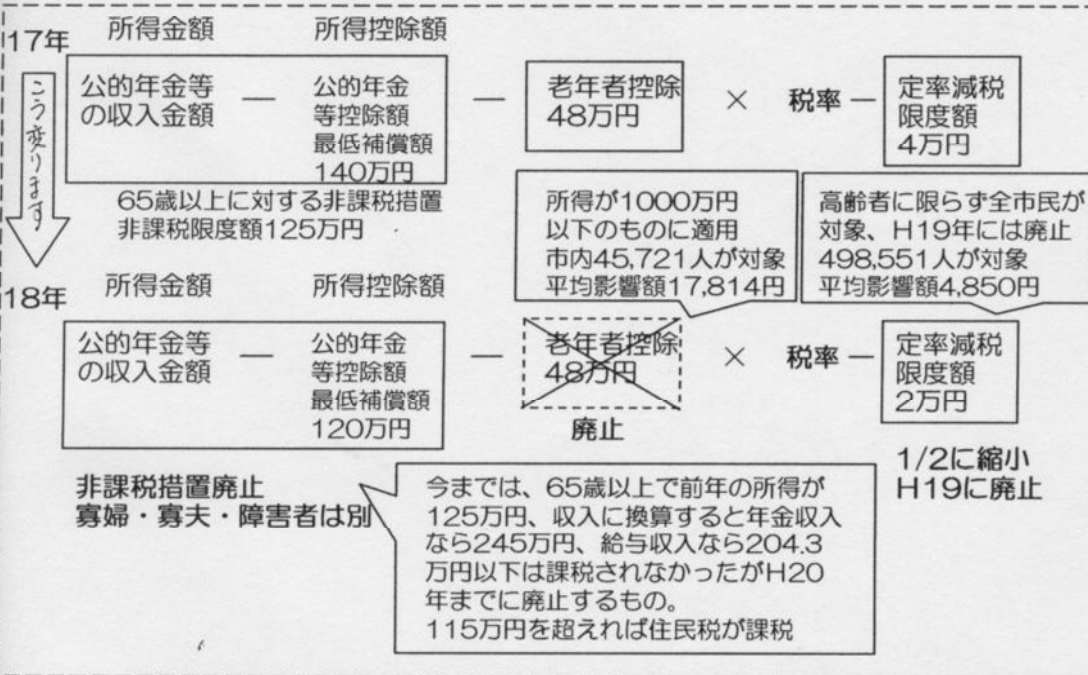 17年
所得金額 所得控除額
公的年金等
の収入金額
―
公的年金
等控除額
最低補償額
140万円
―
老年者控除
48万円
× 税率 ―
定率減税
限度額
4万円
こう変ります
65歳以上に対する非課税措置
非課税限度額125万円
所得が1000万円
以下のものに適用
市内45,721人が対象
平均影響額17,814円
高齢者に限らず全市民が
対象、H19年には廃止
498,551人が対象
平均影響額4,850円
18年
所得金額 所得控除額
公的年金等
の収入金額
―
公的年金
等控除額
最低補償額
120万円
―
老年者控除
48万円
廃止
× 税率 ―
定率減税
限度額
2万円
1/2に縮小
H19に廃止
非課税措置廃止
寡婦・寡夫・障害者は別
今までは、65歳以上で前年の所得が
125万円、収入に換算すると年金収入
なら245万円、給与収入なら204.3
万円以下は課税されなかったがH20
年までに廃止するもの。
115万円を超えれば住民税が課税